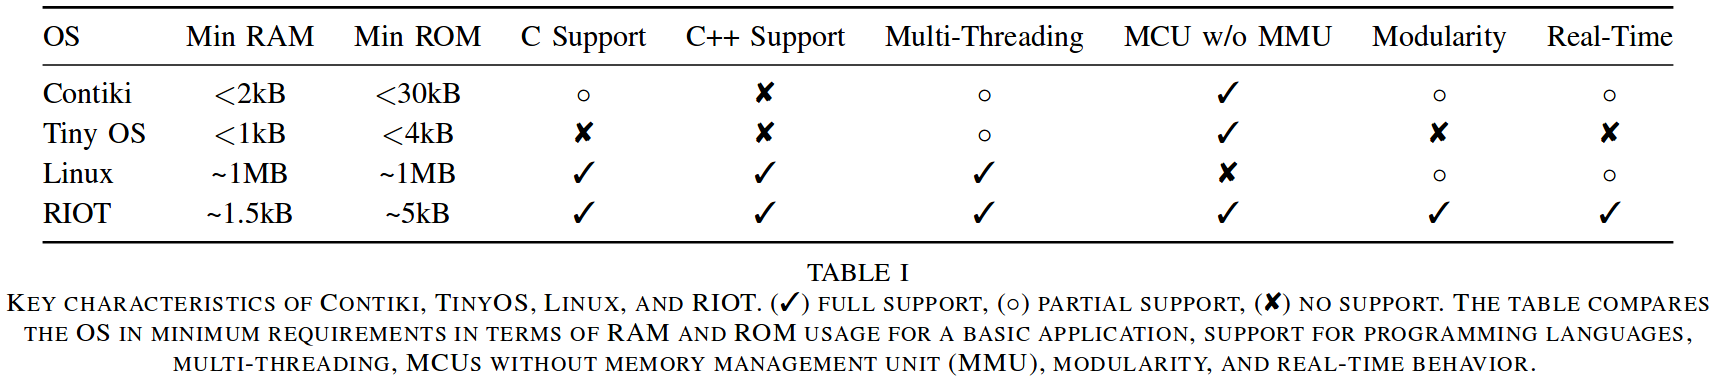 OS Min RAM Min ROM C Support C++ Support Multi-Threading MCU w/o MMU Modularity Real-Time
Contiki <2kB <30kB ○ ✘ ○ ✓ ○ ○
Tiny OS <1kB <4kB ✘ ✘ ○ ✓ ✘ ✘
Linux ~1MB ~1MB ✓ ✓ ✓ ✘ ○ ○
RIOT ~1.5kB ~5kB ✓ ✓ ✓ ✓ ✓ ✓
TABLE I
KEY CHARACTERISTICS OF CONTIKI, TINYOS, LINUX, AND RIOT. (✓) FULL SUPPORT, (○) PARTIAL SUPPORT, (✘) NO SUPPORT. THE TABLE COMPARES
THE OS IN MINIMUM REQUIREMENTS IN TERMS OF RAM AND ROM USAGE FOR A BASIC APPLICATION, SUPPORT FOR PROGRAMMING LANGUAGES,
MULTI-THREADING, MCUS WITHOUT MEMORY MANAGEMENT UNIT (MMU), MODULARITY, AND REAL-TIME BEHAVIOR.